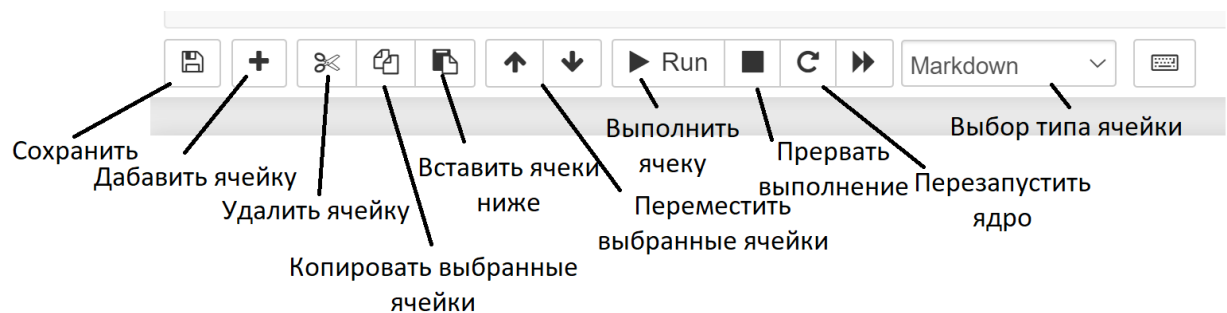 Run
Markdown
Сохранить
Дабавить ячейку
Удалить ячейку
Копировать выбранные
ячейки
Вставить ячеки
ниже
Переместить
выбранные ячейки
Выполнить
ячеку
Прервать
выполнение
Перезапустить
ядро
Выбор типа ячейки